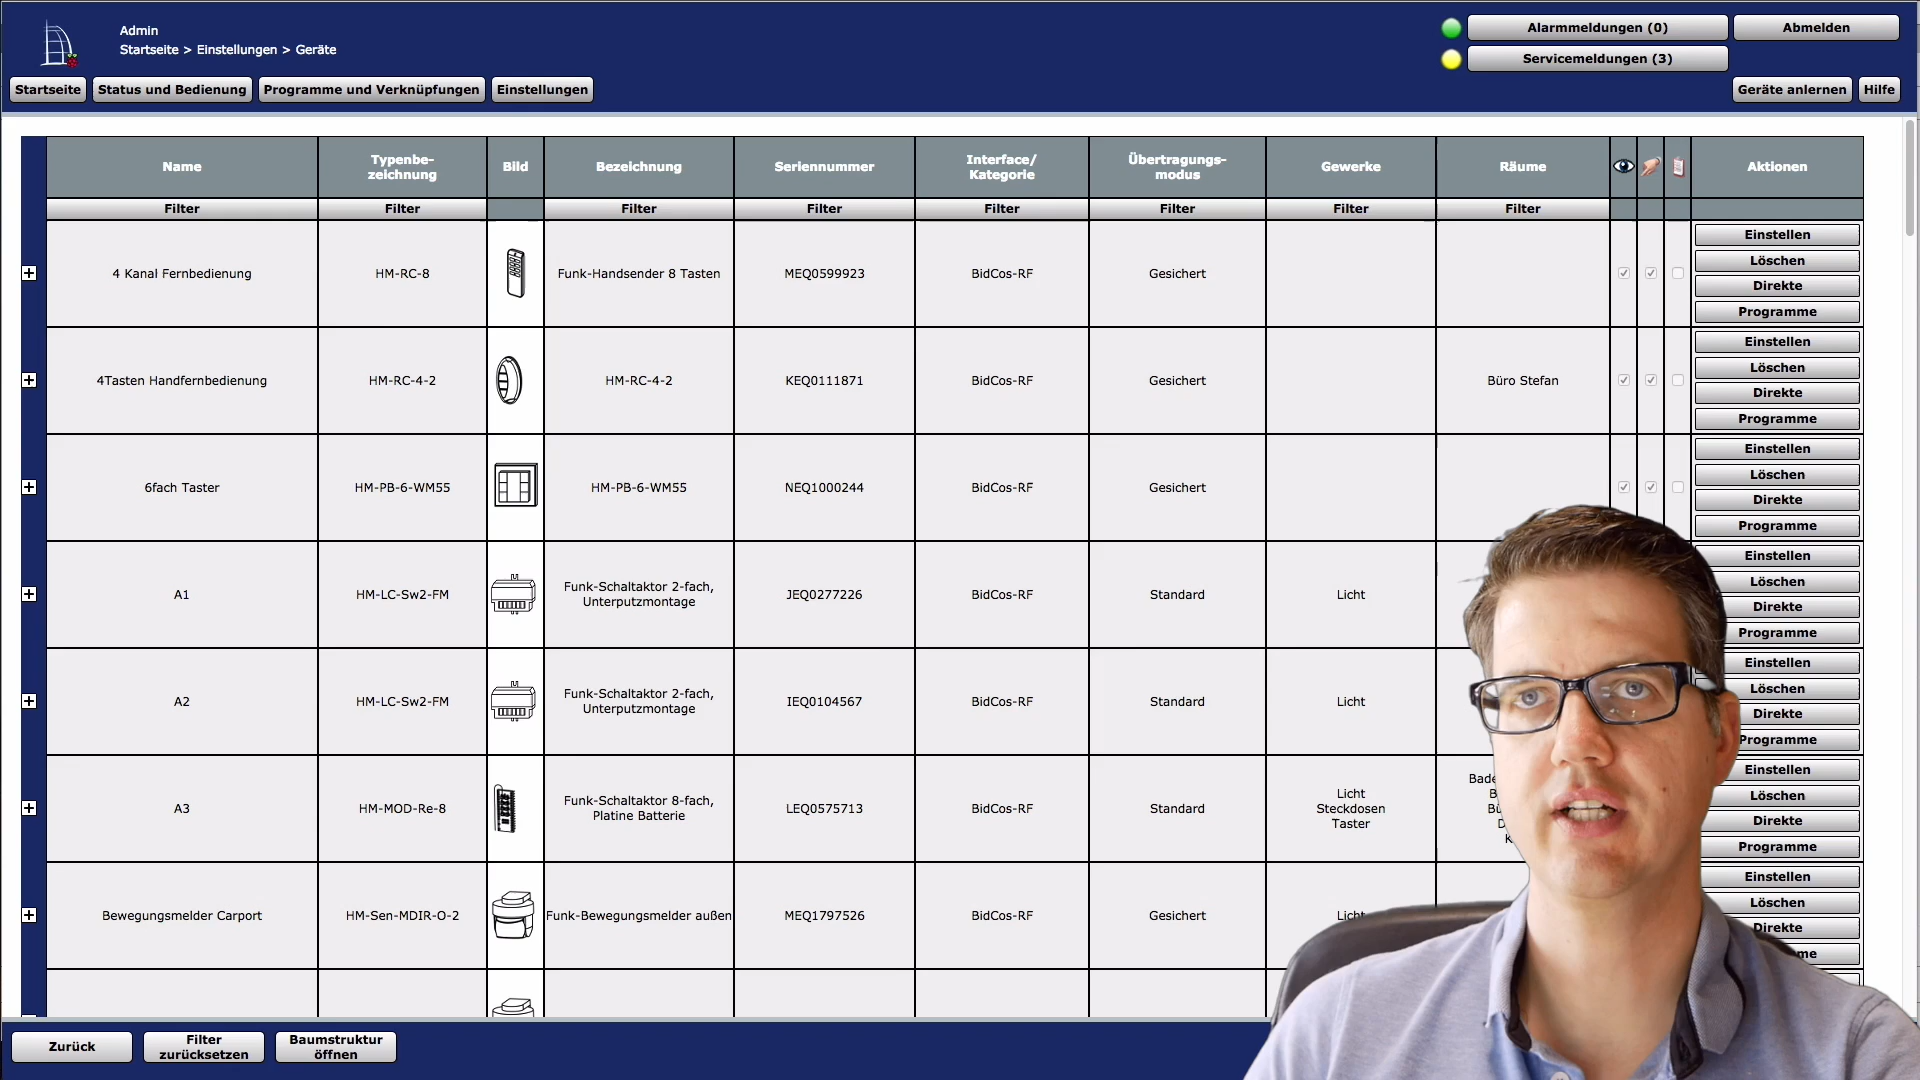 Admin
Startseite > Einstellungen > Geräte
Alarmmeldungen (0)
Abmelden
Servicemeldungen (3)
Startseite
Status und Bedienung
Programme und Verknüpfungen
Einstellungen
Geräte anlernen
Hilfe
Name
Typenbe-
zeichnung
Bild
Bezeichnung
Seriennummer
Interface/
Kategorie
Übertragungs-
modus
Gewerke
Räume
Aktionen
Filter
Filter
Filter
Filter
Filter
Filter
Filter
Filter
4 Kanal Fernbedienung
HM-RC-8
Funk-Handsender 8 Tasten
MEQ0599923
BidCos-RF
Gesichert
Einstellen
Löschen
Direkte
Programme
4Tasten Handfernbedienung
HM-RC-4-2
HM-RC-4-2
KEQ0111871
BidCos-RF
Gesichert
Büro Stefan
Einstellen
Löschen
Direkte
Programme
6fach Taster
HM-PB-6-WM55
HM-PB-6-WM55
NEQ1000244
BidCos-RF
Gesichert
Einstellen
Löschen
Direkte
Programme
A1
HM-LC-Sw2-FM
Funk-Schaltaktor 2-fach,
Unterputzmontage
JEQ0277226
BidCos-RF
Standard
Licht
Einstellen
Löschen
Direkte
Programme
A2
HM-LC-Sw2-FM
Funk-Schaltaktor 2-fach,
Unterputzmontage
IEQ0104567
BidCos-RF
Standard
Licht
Einstellen
Löschen
Direkte
Programme
A3
HM-MOD-Re-8
Funk-Schaltaktor 8-fach,
Platine Batterie
LEQ0575713
BidCos-RF
Standard
Licht
Steckdosen
Taster
Einstellen
Löschen
Direkte
Programme
Bewegungsmelder Carport
HM-Sen-MDIR-O-2
Funk-Bewegungsmelder außen
MEQ1797526
BidCos-RF
Gesichert
Licht
Einstellen
Löschen
Direkte
Zurück
Filter
zurücksetzen
Baumstruktur
öffnen